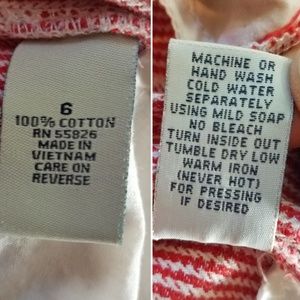 6
100% COTTON
RN 55826
MADE IN
VIETNAM
CARE ON
REVERSE
MACHINE OR
HAND WASH
COLD WATER
SEPARATELY
USING MILD SOAP
NO BLEACH
TURN INSIDE OUT
TUMBLE DRY LOW
WARM IRON
(NEVER HOT)
FOR PRESSING
IF DESIRED